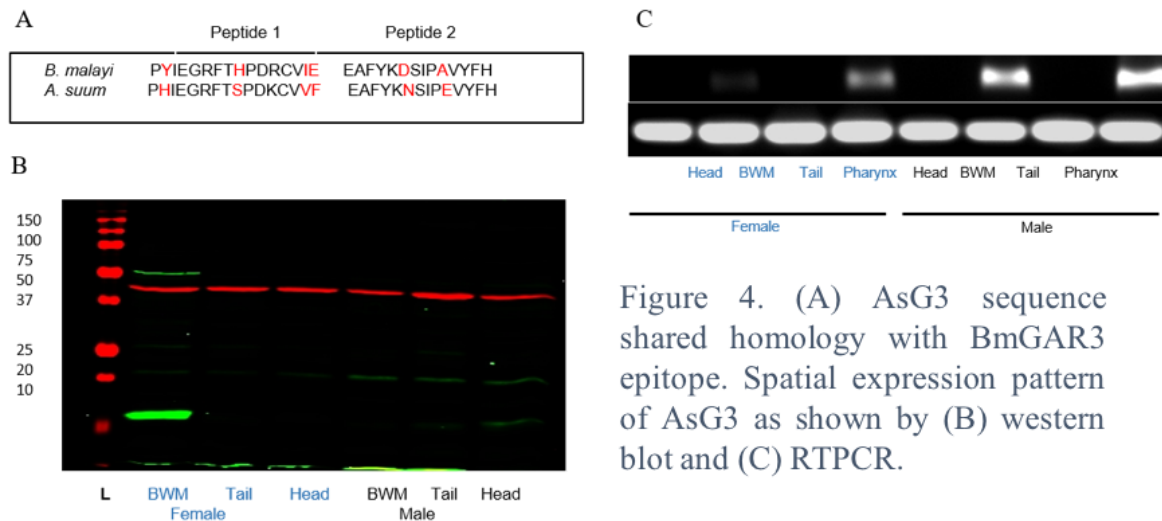 A
Peptide 1 Peptide 2
B. malayi PYIEGRFTHPDRCVIE EAFYKDSIPAVYFH
A. suum PHIEGRFTSPDKCVVF EAFYKNSIPEVYFH
B
150
100
75
50
37
25
20
10
L BWM Tail Head BWM Tail Head
Female Male
C
Head BWM Tail Pharynx Head BWM Tail Pharynx
Female Male
Figure 4. (A) AsG3 sequence
shared homology with BmGAR3
epitope. Spatial expression pattern
of AsG3 as shown by (B) western
blot and (C) RTPCR.